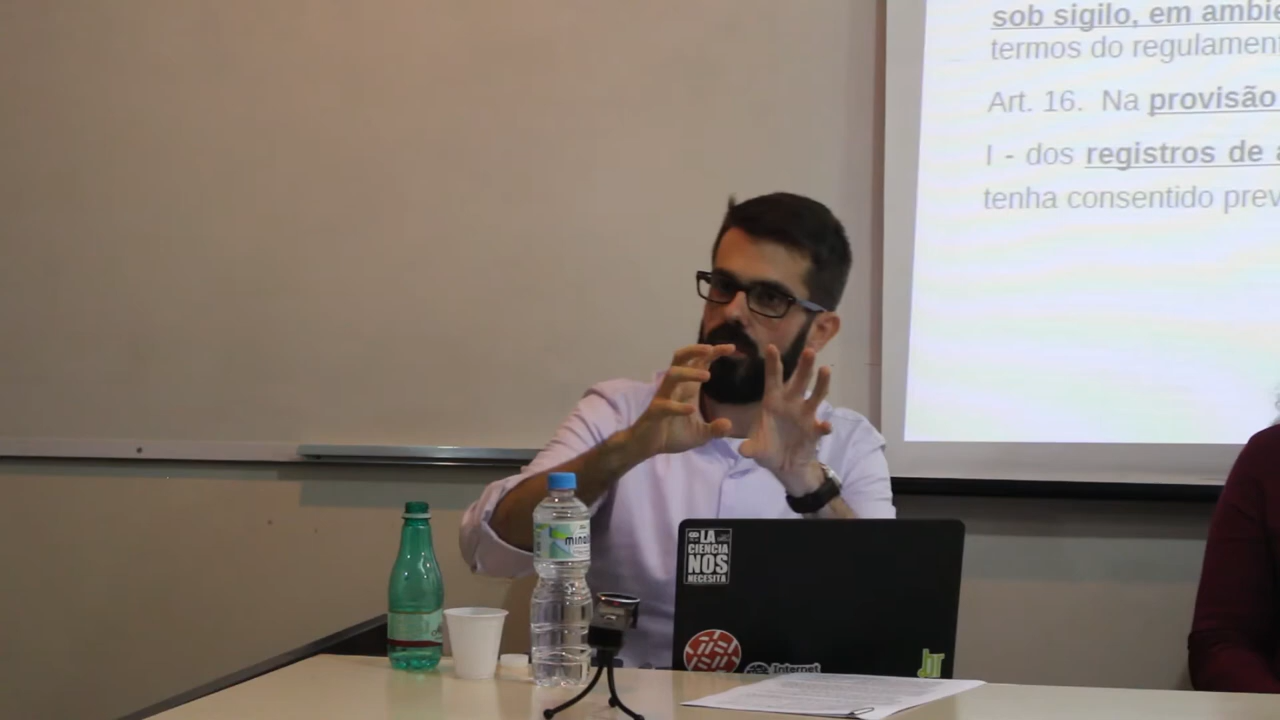 sob sigilo, em ambie
termos do regulament
Art. 16. Na provisão
I - dos registros de a
tenha consentido prev
LA
CIENCIA
NOS
NECESITA
Internet
br